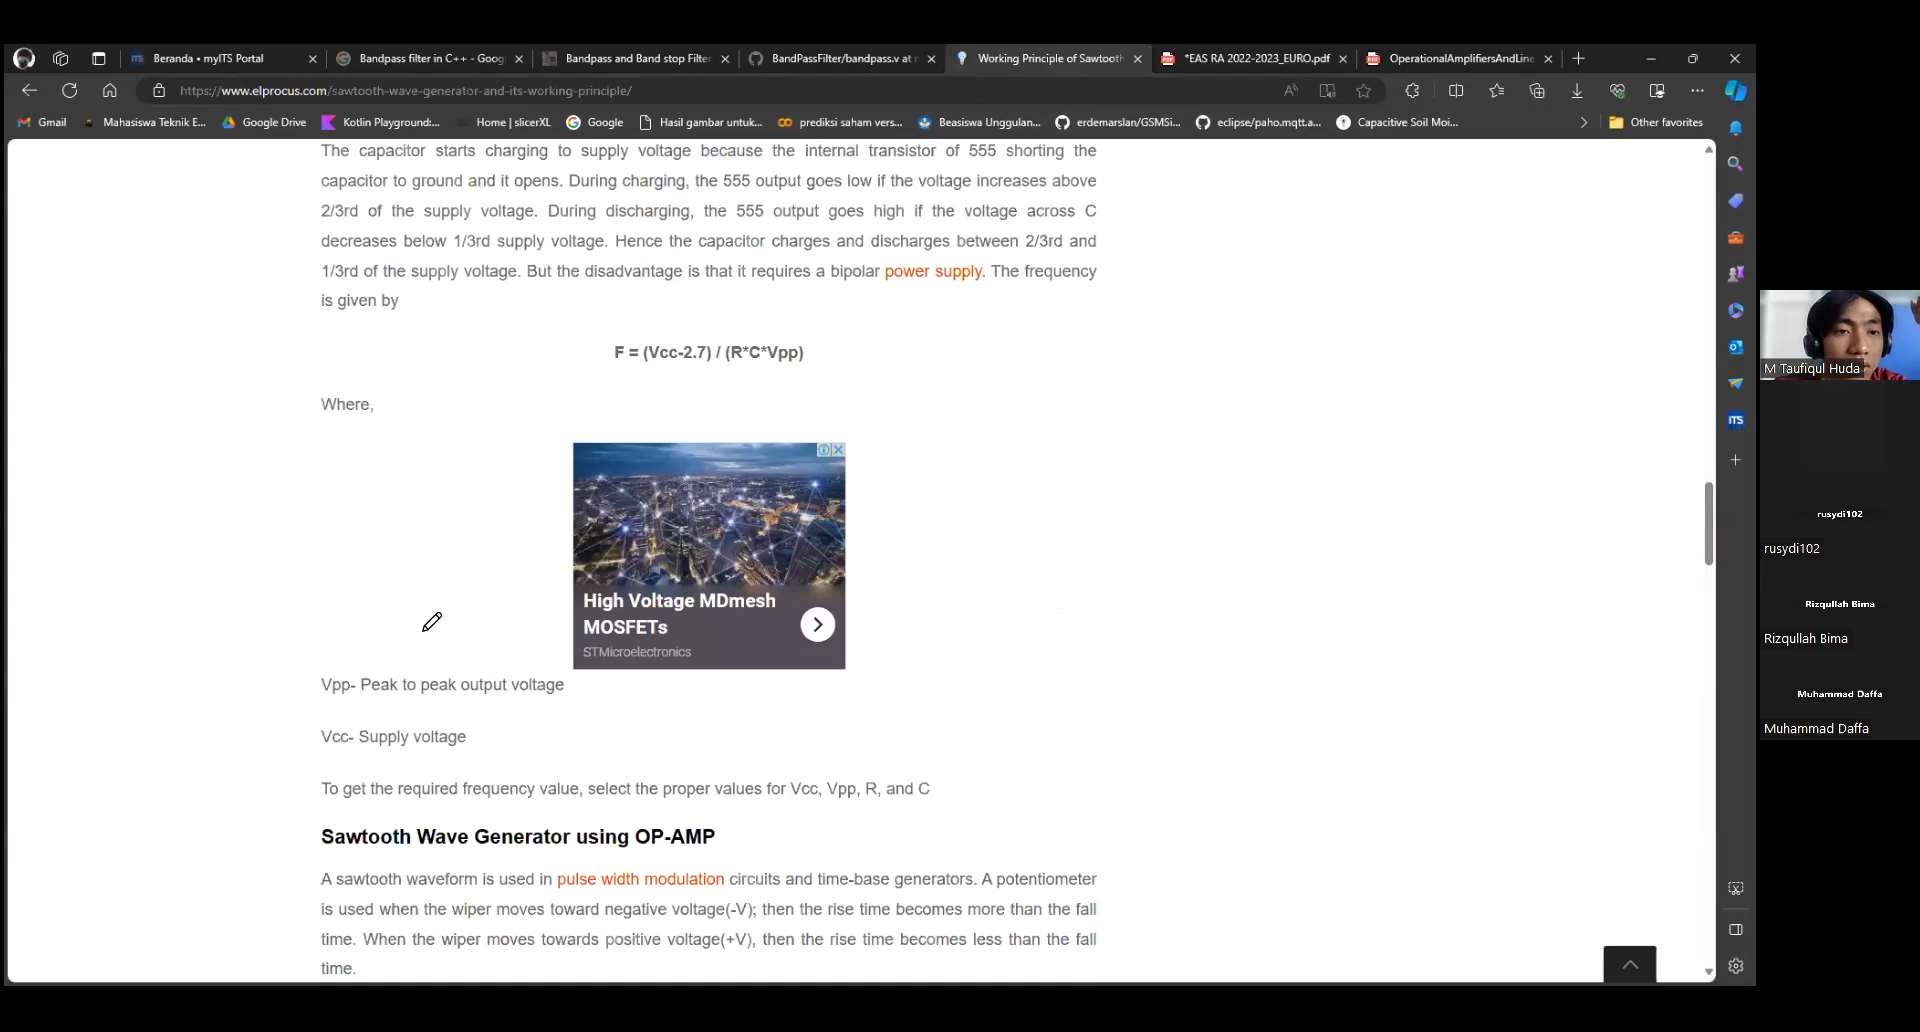 Beranda • myITS Portal
Bandpass filter in C++ - Goog
Bandpass and Band stop Filter
BandPassFilter/bandpass.v at r
Working Principle of Sawtooth
*EAS RA 2022-2023_EURO.pdf
OperationalAmplifiersAndLine
https://www.elprocus.com/sawtooth-wave-generator-and-its-working-principle/
Gmail
Mahasiswa Teknik E...
Google Drive
Kotlin Playground:...
Home | slicerXL
Google
Hasil gambar untuk...
prediksi saham vers...
Beasiswa Unggulan...
erdemarslan/GSMSi...
eclipse/paho.mqtt.a...
Capacitive Soil Moi...
Other favorites
The capacitor starts charging to supply voltage because the internal transistor of 555 shorting the
capacitor to ground and it opens. During charging, the 555 output goes low if the voltage increases above
2/3rd of the supply voltage. During discharging, the 555 output goes high if the voltage across C
decreases below 1/3rd supply voltage. Hence the capacitor charges and discharges between 2/3rd and
1/3rd of the supply voltage. But the disadvantage is that it requires a bipolar power supply. The frequency
is given by
F = (Vcc-2.7) / (R*C*Vpp)
Where,
High Voltage MDmesh
MOSFETs
STMicroelectronics
Vpp- Peak to peak output voltage
Vcc- Supply voltage
To get the required frequency value, select the proper values for Vcc, Vpp, R, and C
Sawtooth Wave Generator using OP-AMP
A sawtooth waveform is used in pulse width modulation circuits and time-base generators. A potentiometer
is used when the wiper moves toward negative voltage(-V); then the rise time becomes more than the fall
time. When the wiper moves towards positive voltage(+V), then the rise time becomes less than the fall
time.
ITS
M Taufiqul Huda
rusydi102
rusydi102
Rizqullah Bima
Rizqullah Bima
Muhammad Daffa
Muhammad Daffa